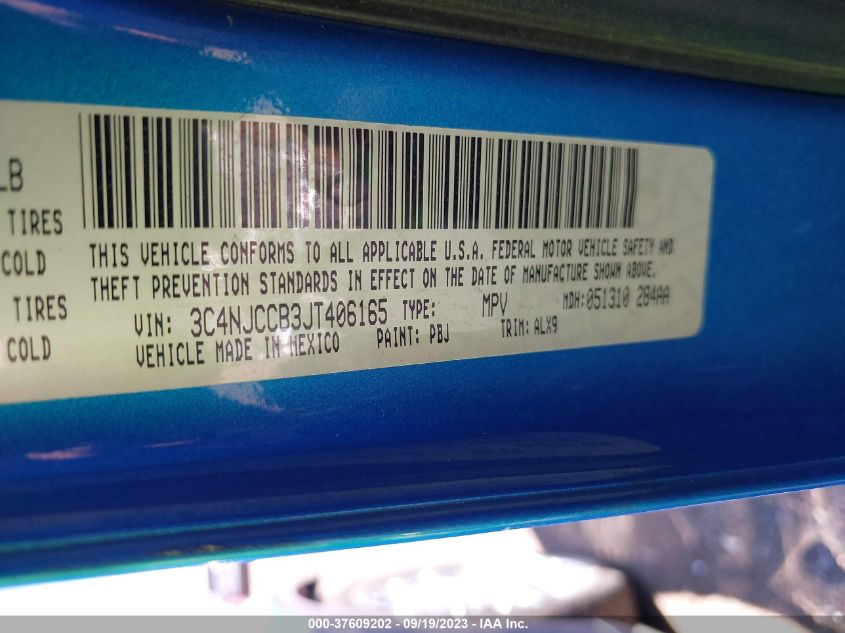 LB
TIRES
COLD
TIRES
COLD
THIS VEHICLE CONFORMS TO ALL APPLICABLE U.S.A. FEDERAL MOTOR VEHICLE SAFETY AND
THEFT PREVENTION STANDARDS IN EFFECT ON THE DATE OF MANUFACTURE SHOWN ABOVE.
VIN: 3C4NJCCB3JT406165 TYPE: MPV MDH: 051310 284AA
VEHICLE MADE IN MEXICO PAINT: PBJ TRIM: ALX9
000-37609202 - 09/19/2023 - IAA Inc.